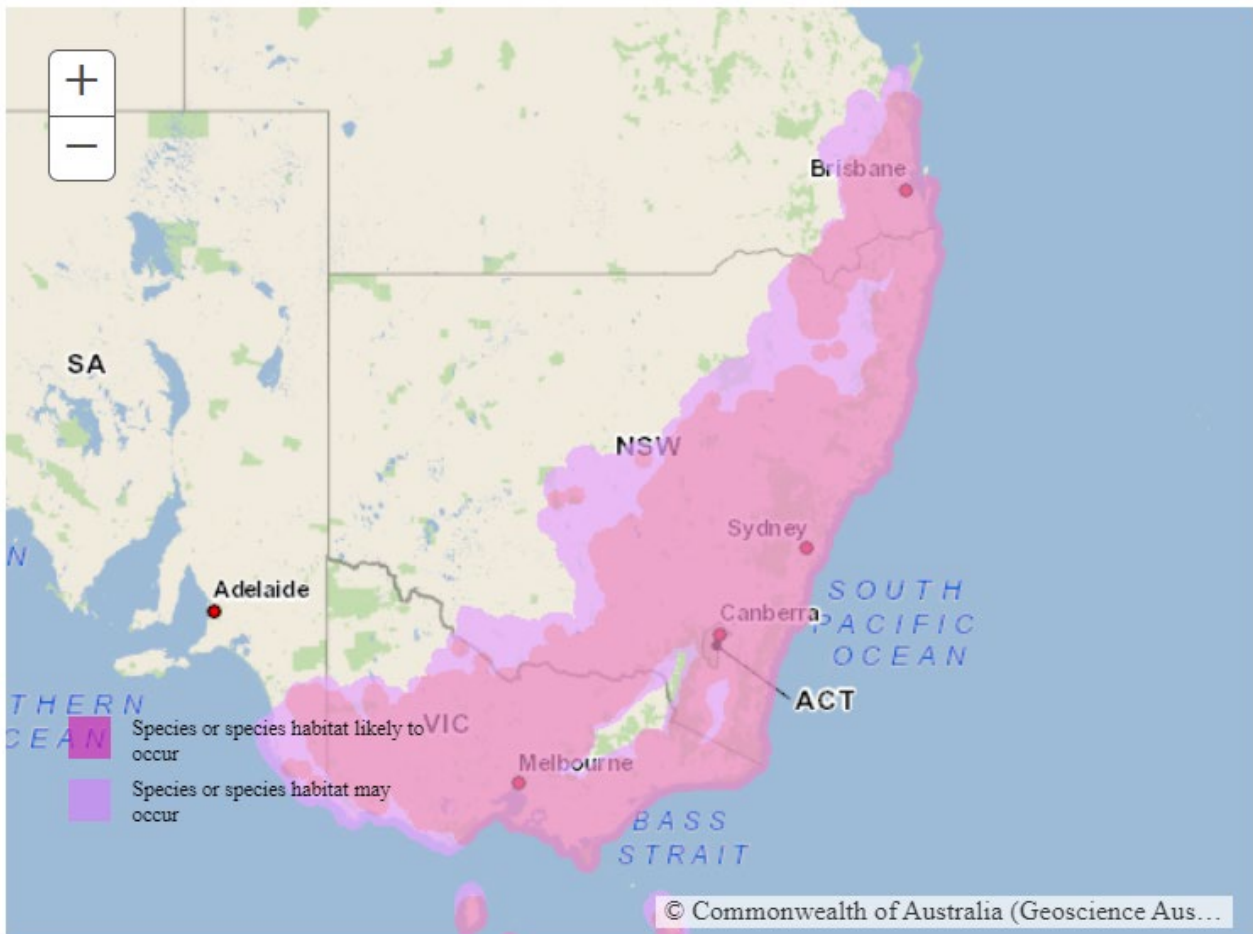 +
−
Brisbane
SA
NSW
Sydney
N
Adelaide
SOUTH
PACIFIC
OCEAN
Canberra
ACT
THERN
CEAN
VIC
Species or species habitat likely to
occur
Melbourne
Species or species habitat may
occur
BASS
STRAIT
© Commonwealth of Australia (Geoscience Aus…